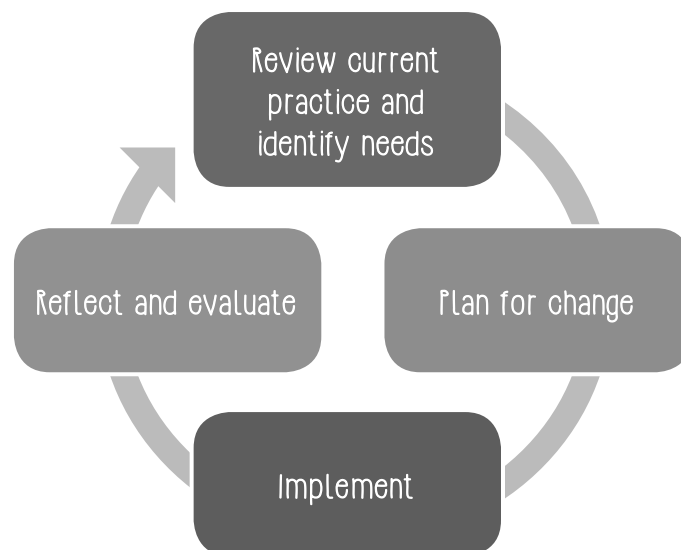 Review current
practice and
identify needs
Plan for change
Implement
Reflect and evaluate